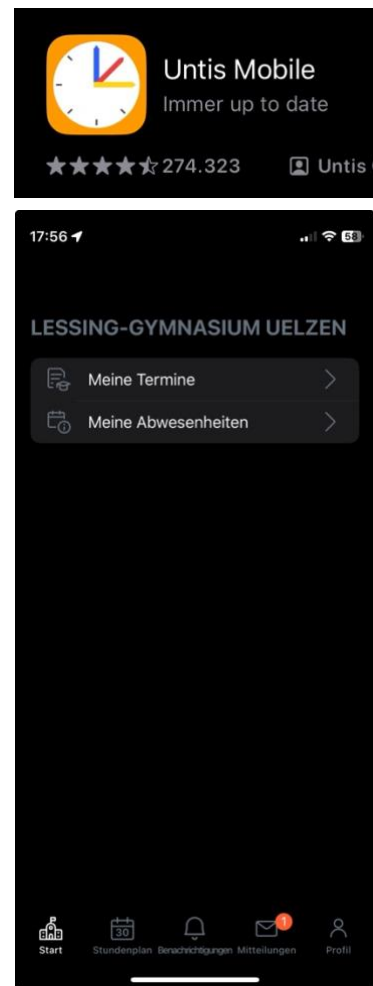 Untis Mobile
Immer up to date
274.323 Untis
17:56 58
LESSING-GYMNASIUM UELZEN
Meine Termine
Meine Abwesenheiten
30 1
Start Stundenplan Benachrichtigungen Mitteilungen Profil